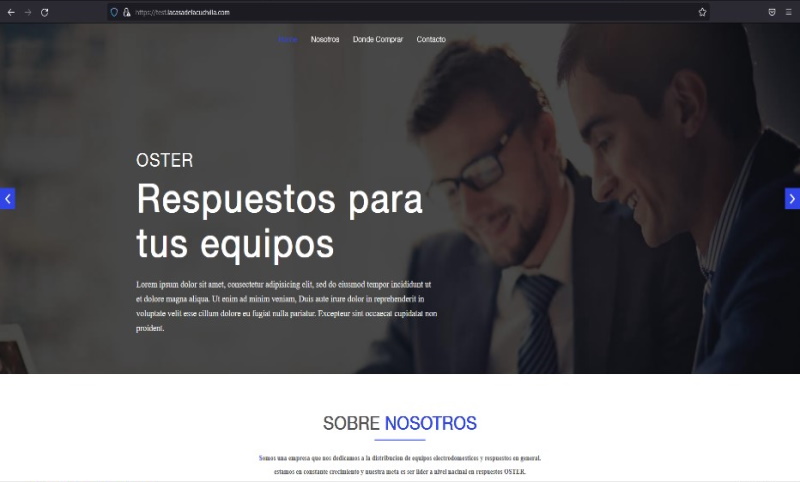 https://test.lacasadelacuchilla.com
Nosotros Donde Comprar Contacto
OSTER
Respuestos para
tus equipos
Lorem ipsum dolor sit amet, consectetur adipisicing elit, sed do eiusmod tempor incididunt ut
et dolore magna aliqua. Ut enim ad minim veniam, Duis aute irure dolor in reprehenderit in
voluptate velit esse cillum dolore eu fugiat nulla pariatur. Excepteur sint occaecat cupidatat non
proident.
SOBRE NOSOTROS
Somos una empresa que nos dedicamos a la distribucion de equipos electrodomesticos y respuestos en general.
estamos en constante crecimiento y nuestra meta es ser lider a nivel nacinal en respuestos OSTER.